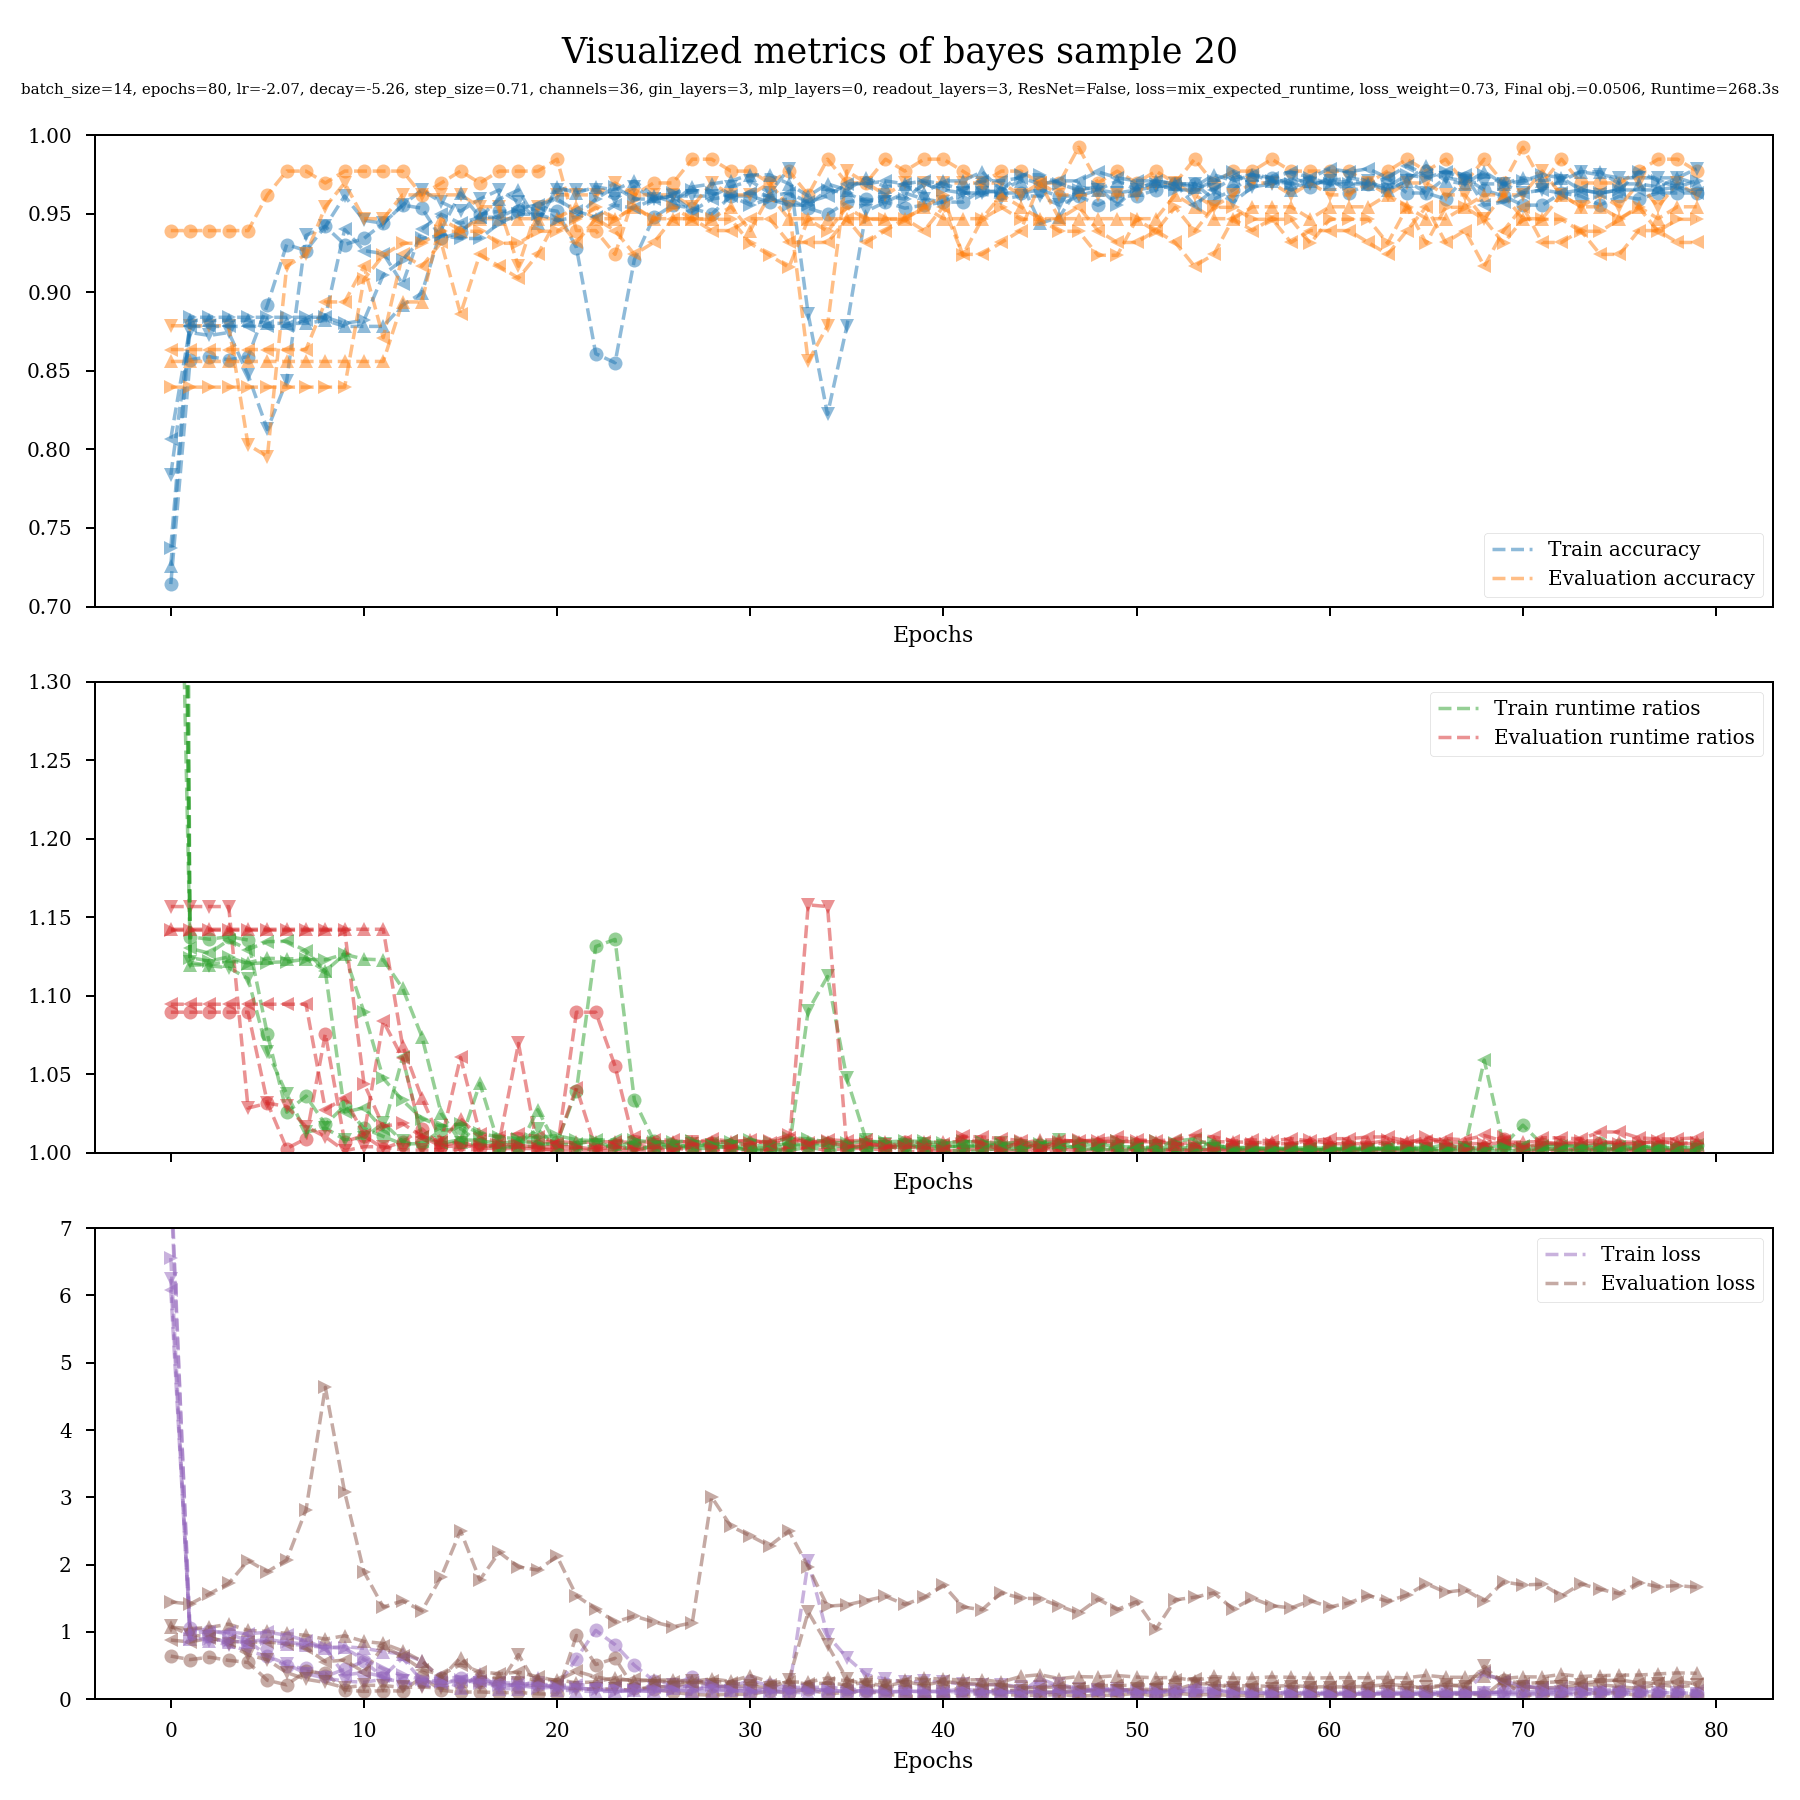 Visualized metrics of bayes sample 20
batch_size=14, epochs=80, lr=-2.07, decay=-5.26, step_size=0.71, channels=36, gin_layers=3, mlp_layers=0, readout_layers=3, ResNet=False, loss=mix_expected_runtime, loss_weight=0.73, Final obj.=0.0506, Runtime=268.3s
1.00
0.95
0.90
0.85
0.80
0.75
0.70
Train accuracy
Evaluation accuracy
Epochs
1.30
1.25
1.20
1.15
1.10
1.05
1.00
Train runtime ratios
Evaluation runtime ratios
Epochs
7
6
5
4
3
2
1
0
Train loss
Evaluation loss
0 10 20 30 40 50 60 70 80
Epochs